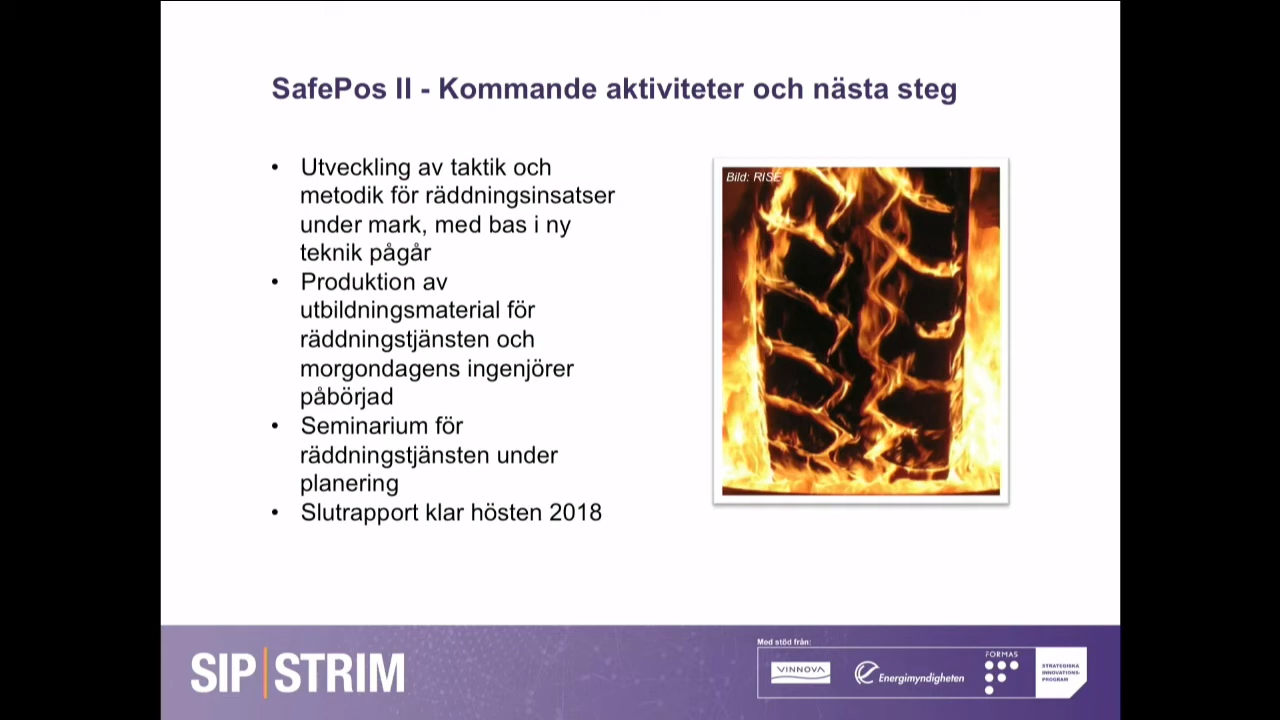 SafePos II - Kommande aktiviteter och nästa steg
• Utveckling av taktik och
metodik för räddningsinsatser
under mark, med bas i ny
teknik pågår
• Produktion av
utbildningsmaterial för
räddningstjänsten och
morgondagens ingenjörer
påbörjad
• Seminarium för
räddningstjänsten under
planering
• Slutrapport klar hösten 2018
Bild: RISE
SIP|STRIM
Med stöd från:
VINNOVA
Energimyndigheten
FORMAS
STRATEGISKA
INNOVATIONS-
PROGRAM